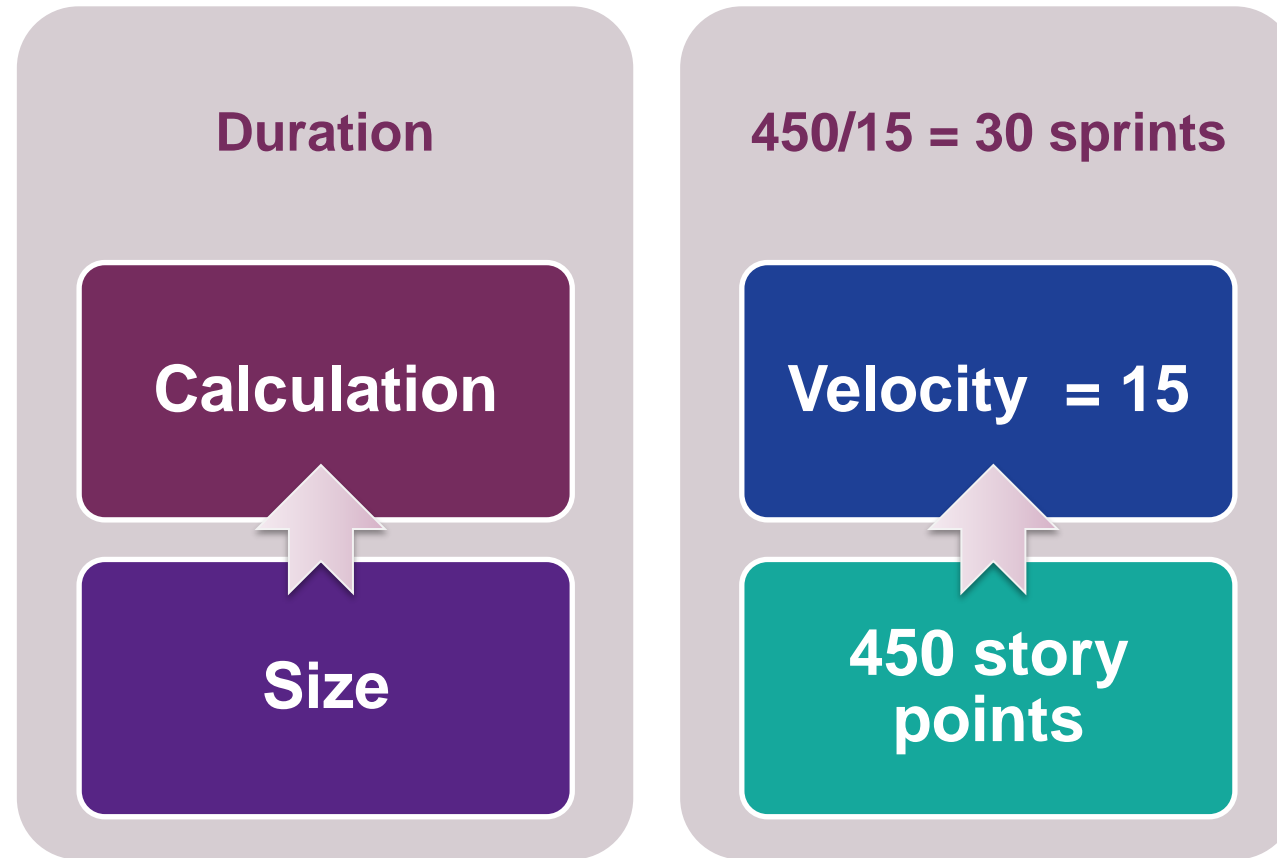 Duration
Calculation
Size
450/15 = 30 sprints
Velocity  = 15
450 story
points